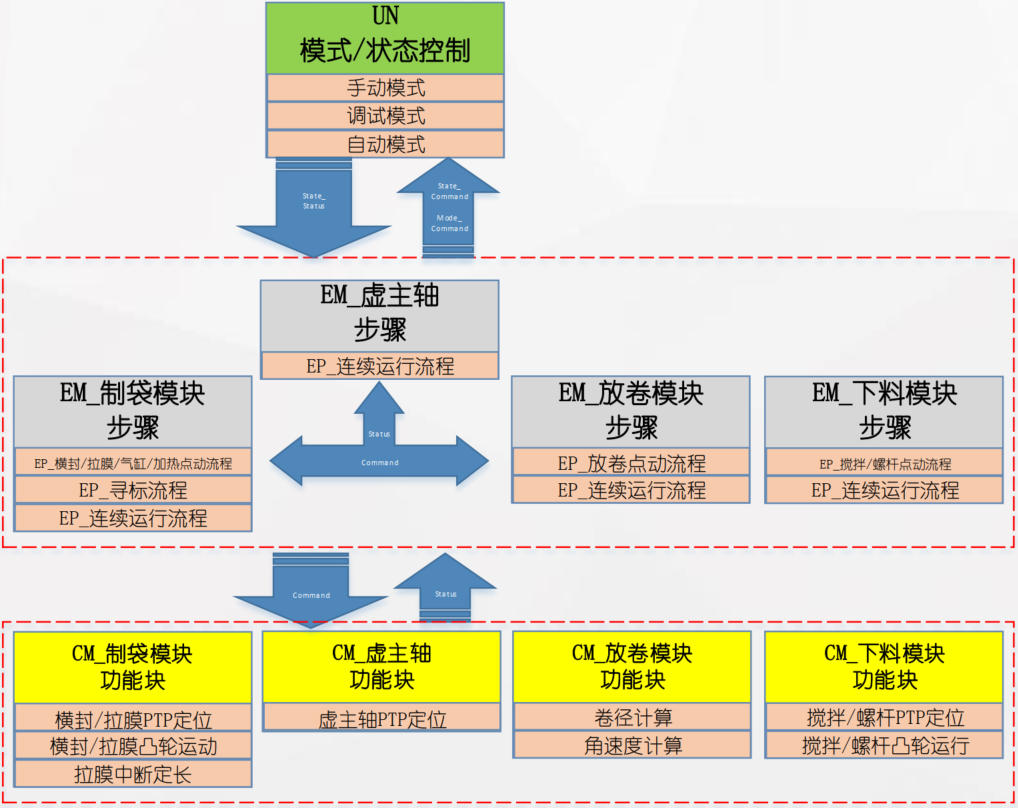 UN
模式/状态控制
手动模式
调试模式
自动模式
State_
Status
State_
Command
Mode_
Command
EM_虚主轴
步骤
EP_连续运行流程
EM_制袋模块
步骤
EP_横封/拉膜/气缸/加热点动流程
EP_寻标流程
EP_连续运行流程
Status
Command
EM_放卷模块
步骤
EP_放卷点动流程
EP_连续运行流程
EM_下料模块
步骤
EP_搅拌/螺杆点动流程
EP_连续运行流程
Command
Status
CM_制袋模块
功能块
横封/拉膜PTP定位
横封/拉膜凸轮运动
拉膜中断定长
CM_虚主轴
功能块
虚主轴PTP定位
CM_放卷模块
功能块
卷径计算
角速度计算
CM_下料模块
功能块
搅拌/螺杆PTP定位
搅拌/螺杆凸轮运行